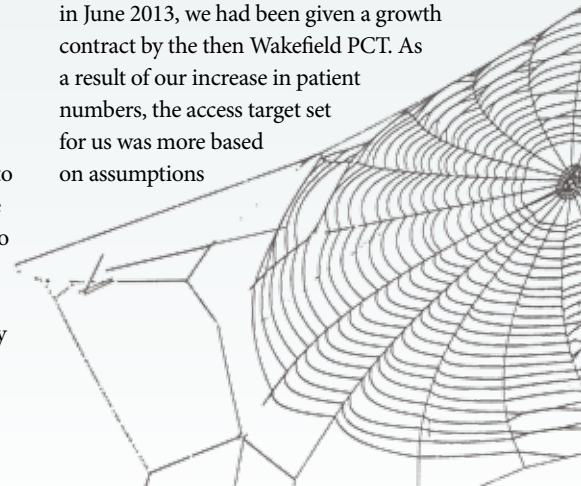 in June 2013, we had been given a growth
contract by the then Wakefield PCT. As
a result of our increase in patient
numbers, the access target set
for us was more based
on assumptions